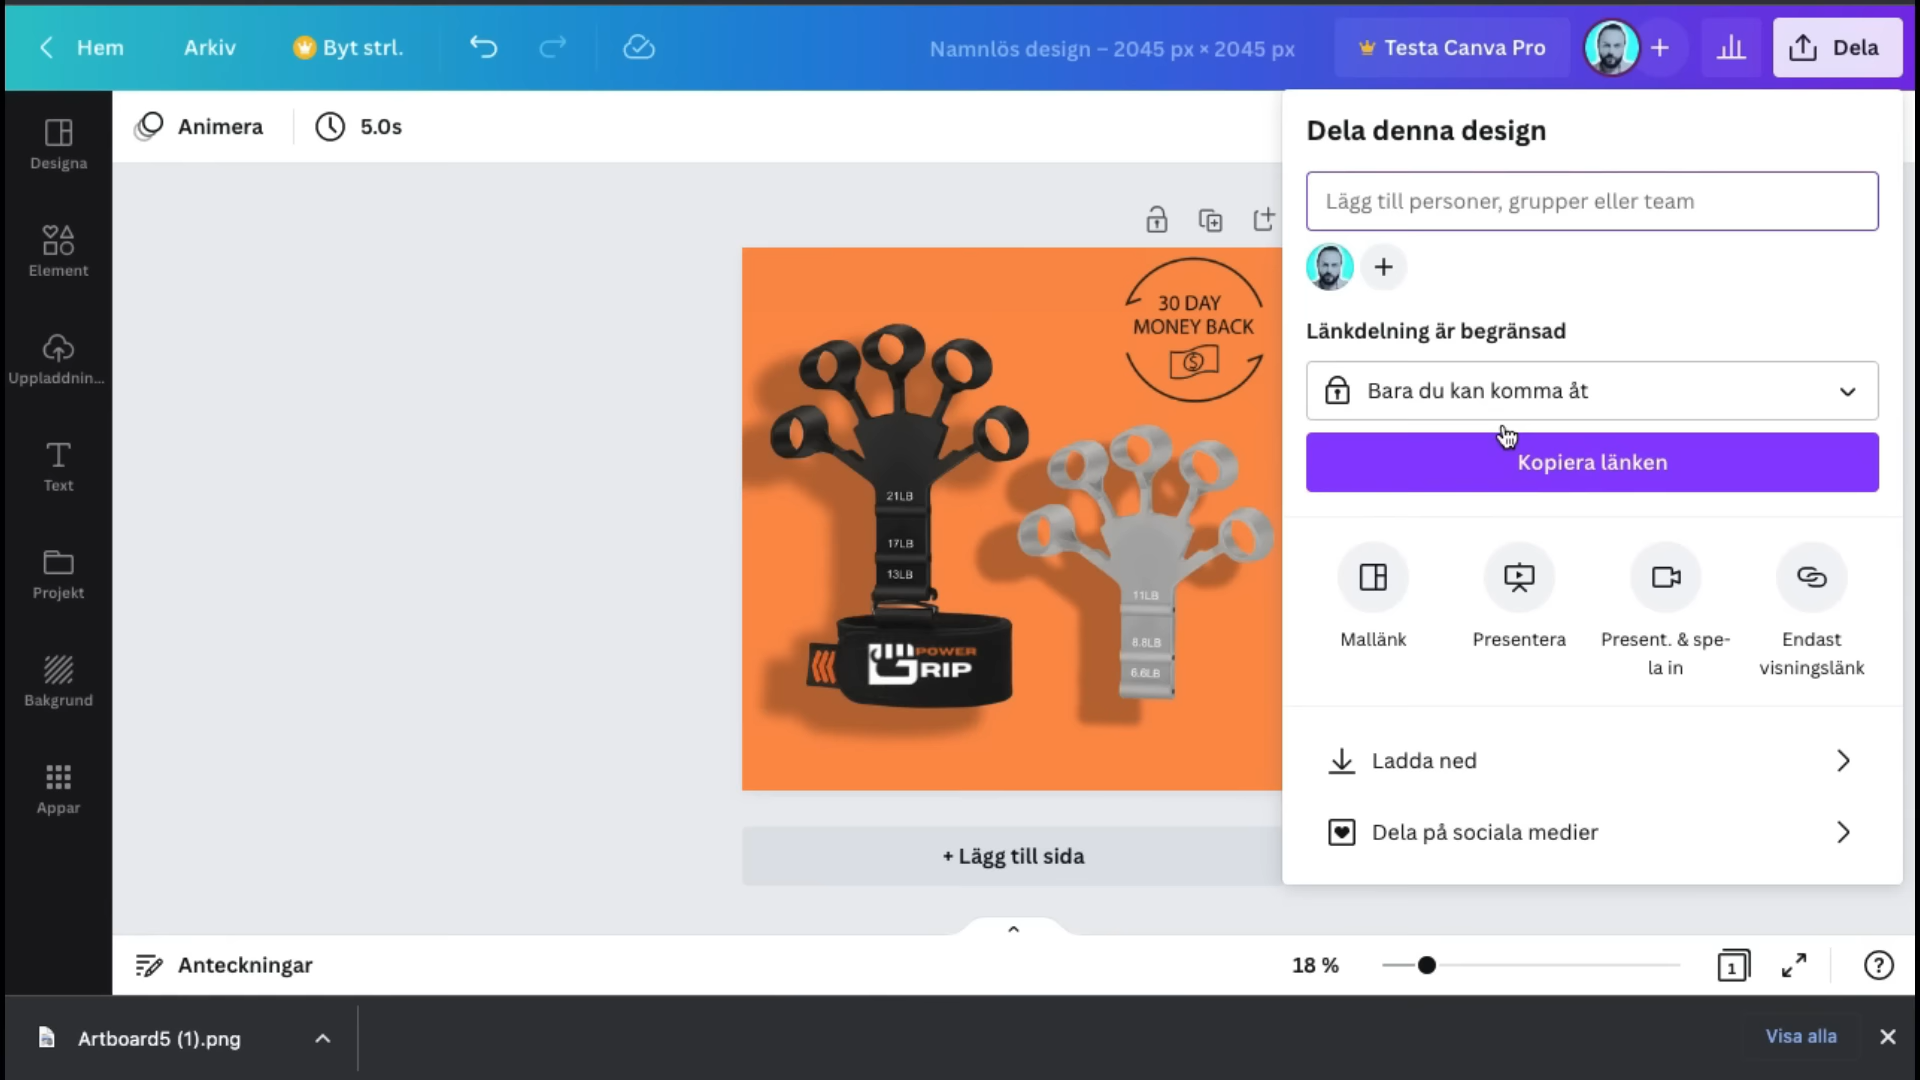 Hem
Arkiv
Byt strl.
Namnlös design – 2045 px × 2045 px
Testa Canva Pro
Dela
Designa
Element
Uppladdnin...
Text
Projekt
Bakgrund
Appar
Animera
5.0s
30 DAY
MONEY BACK
$
21LB
17LB
13LB
POWER
GRIP
11LB
8.8LB
6.6LB
+ Lägg till sida
Dela denna design
Lägg till personer, grupper eller team
Länkdelning är begränsad
Bara du kan komma åt
Kopiera länken
Mallänk
Presentera
Present. & spe-
la in
Endast
visningslänk
Ladda ned
Dela på sociala medier
Anteckningar
18 %
1
Artboard5 (1).png
Visa alla